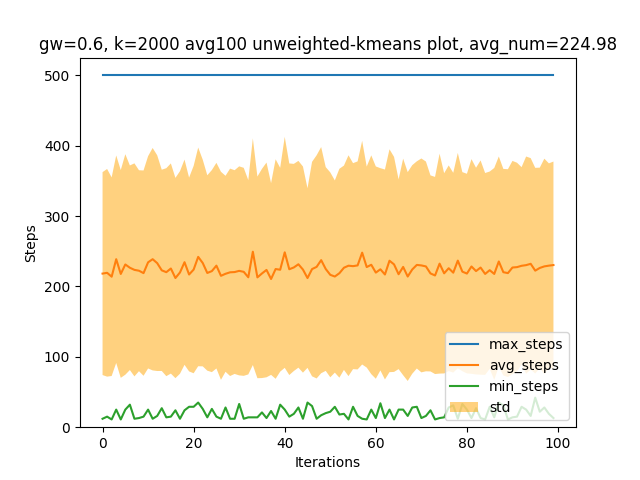 gw=0.6, k=2000 avg100 unweighted-kmeans plot, avg_num=224.98
500
400
300
200
100
0
Steps
max_steps
avg_steps
min_steps
std
0 20 40 60 80 100
Iterations